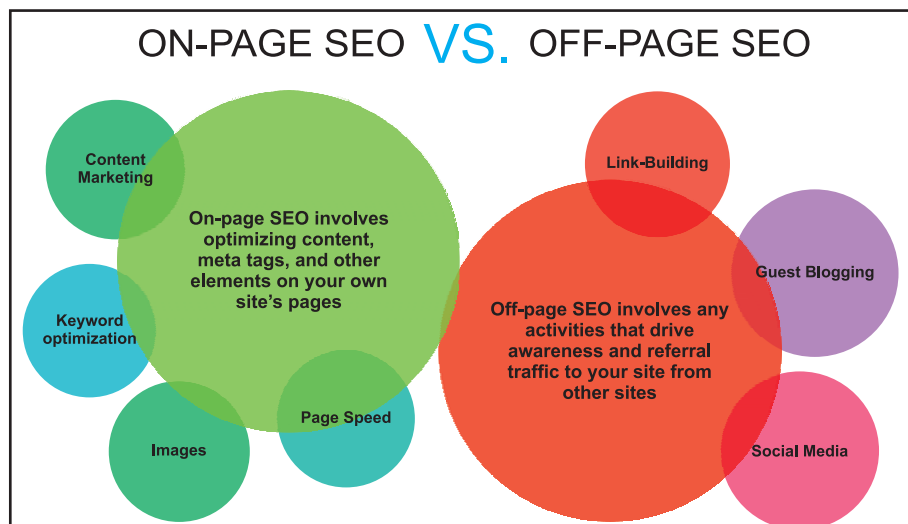 ON-PAGE SEO VS. OFF-PAGE SEO
Content
Marketing
On-page SEO involves
optimizing content,
meta tags, and other
elements on your own
site's pages
Keyword
optimization
Images
Page Speed
Link-Building
Guest Blogging
Off-page SEO involves any
activities that drive
awareness and referral
traffic to your site from
other sites
Social Media